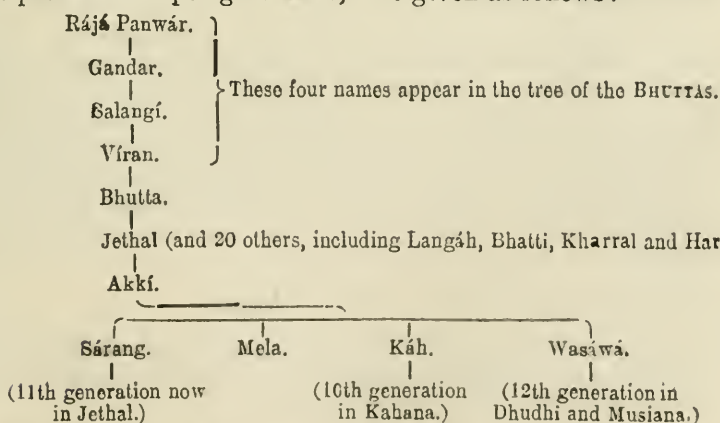 Rájá Panwár.
Gandar.
Salangí.
Víran.
These four names appear in the tree of the BHUTTAS.
Bhutta.
Jethal (and 20 others, including Langáh, Bhatti, Kharral and Har
Akkí.
Sárang. Mela. Káh. Wasáwá.
(11th generation now (10th generation (12th generation in
in Jethal.) in Kahana.) Dhudhi and Musiana.)